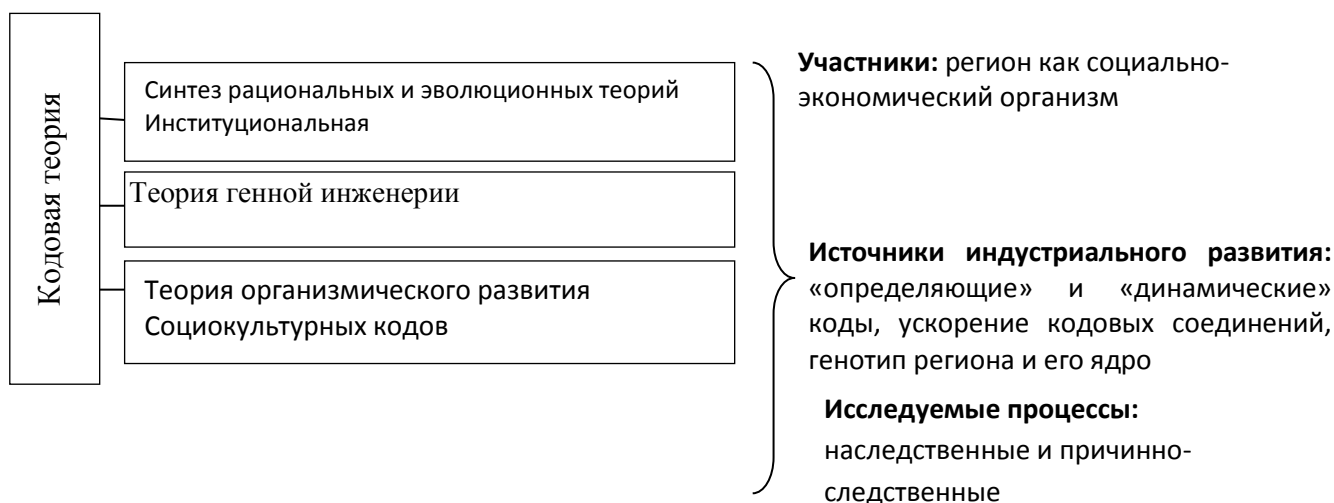 Кодовая теория
Синтез рациональных и эволюционных теорий
Институциональная
Теория генной инженерии
Теория организмического развития
Социокультурных кодов
Участники: регион как социально-
экономический организм
Источники индустриального развития:
«определяющие» и «динамические»
коды, ускорение кодовых соединений,
генотип региона и его ядро
Исследуемые процессы:
наследственные и причинно-
следственные